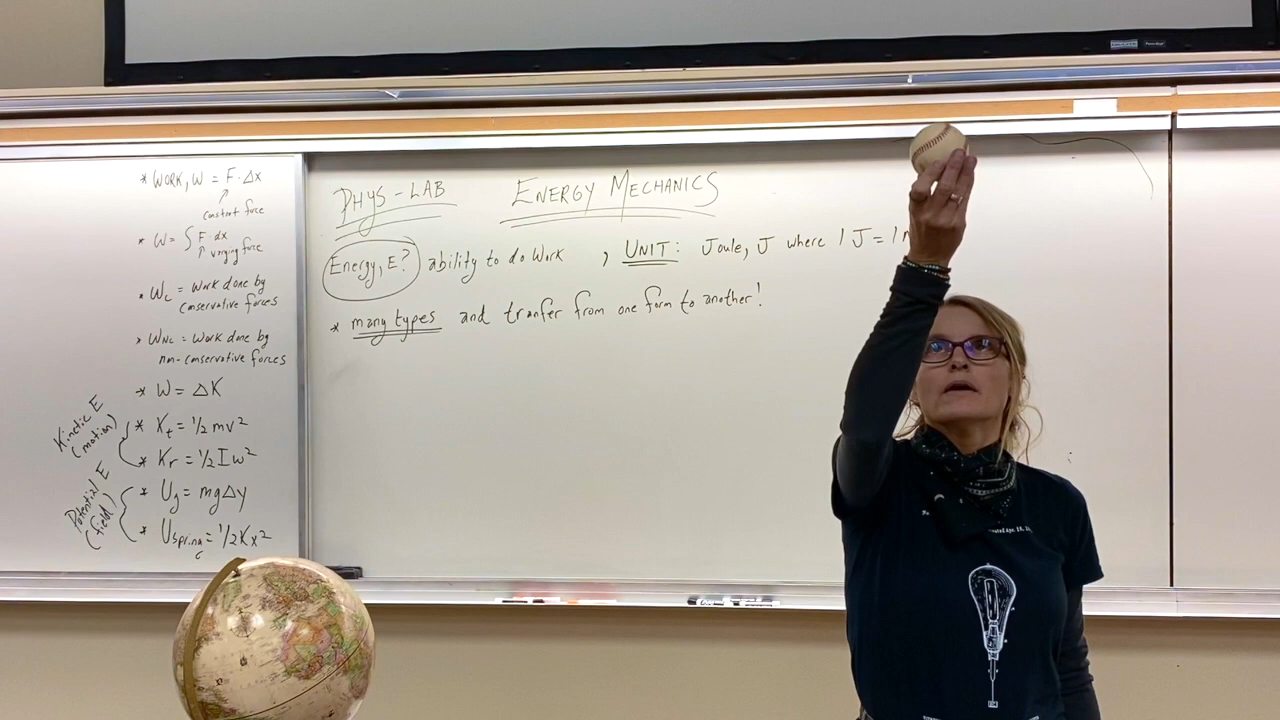 * WORK, W = F·Δx
↑
constant force
* W = ∫ F·dx
↑ varying force
* Wc = Work done by
conservative forces
* WNC = Work done by
non-conservative forces
* W = ΔK
Kinetic E
(motion)
* Kt = 1/2 mv²
* Kr = 1/2 Iw²
Potential E
(field)
* Ug = mgΔy
* Uspring = 1/2 Kx²
PHYS-LAB ENERGY MECHANICS
Energy, E? ability to do work , UNIT: Joule, J where 1 J = 1
* many types and tranfer from one form to another!